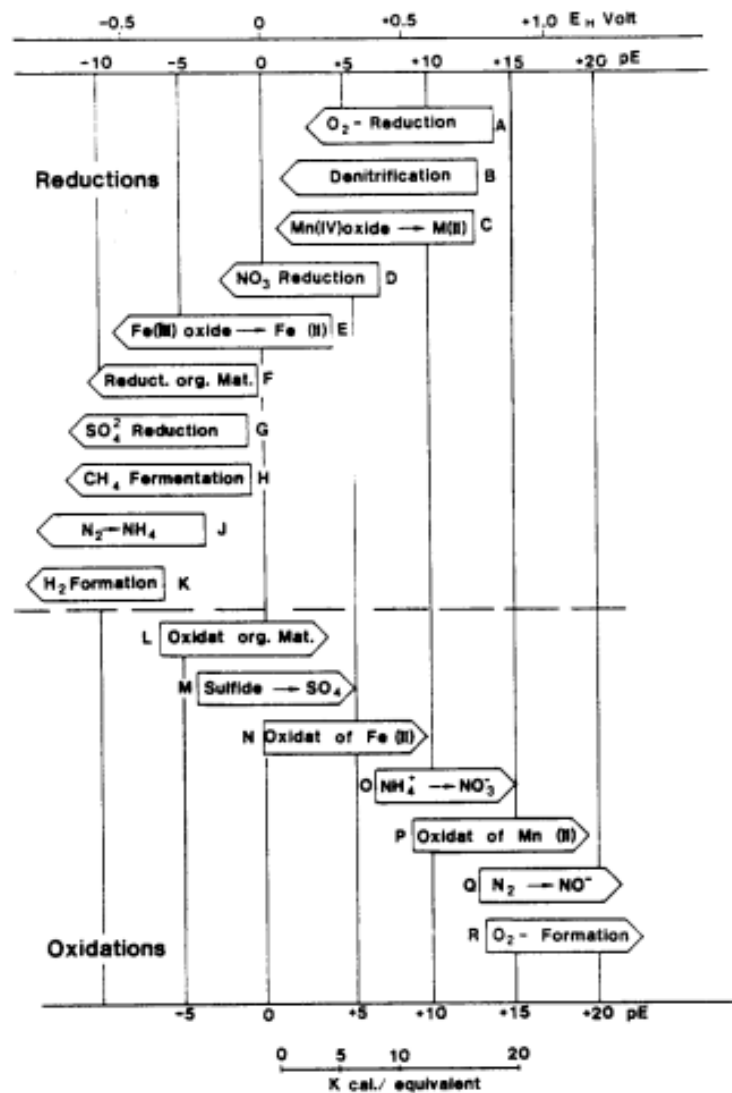 -0.5 0 +0.5 +1.0 E_H Volt
-10 -5 0 +5 +10 +15 +20 pE
O₂ - Reduction A
Reductions
Denitrification B
Mn(IV)oxide → M(II) C
NO₃ Reduction D
Fe(III) oxide → Fe (II) E
Reduct. org. Mat. F
SO₄² Reduction G
CH₄ Fermentation H
N₂→NH₄ J
H₂ Formation K
L Oxidat org. Mat.
M Sulfide → SO₄
N Oxidat of Fe (II)
O NH₄⁺ → NO₃⁻
P Oxidat of Mn (II)
Q N₂ → NO⁻
R O₂ - Formation
Oxidations
-5 0 +5 +10 +15 +20 pE
0 5 10 20
K cal./ equivalent